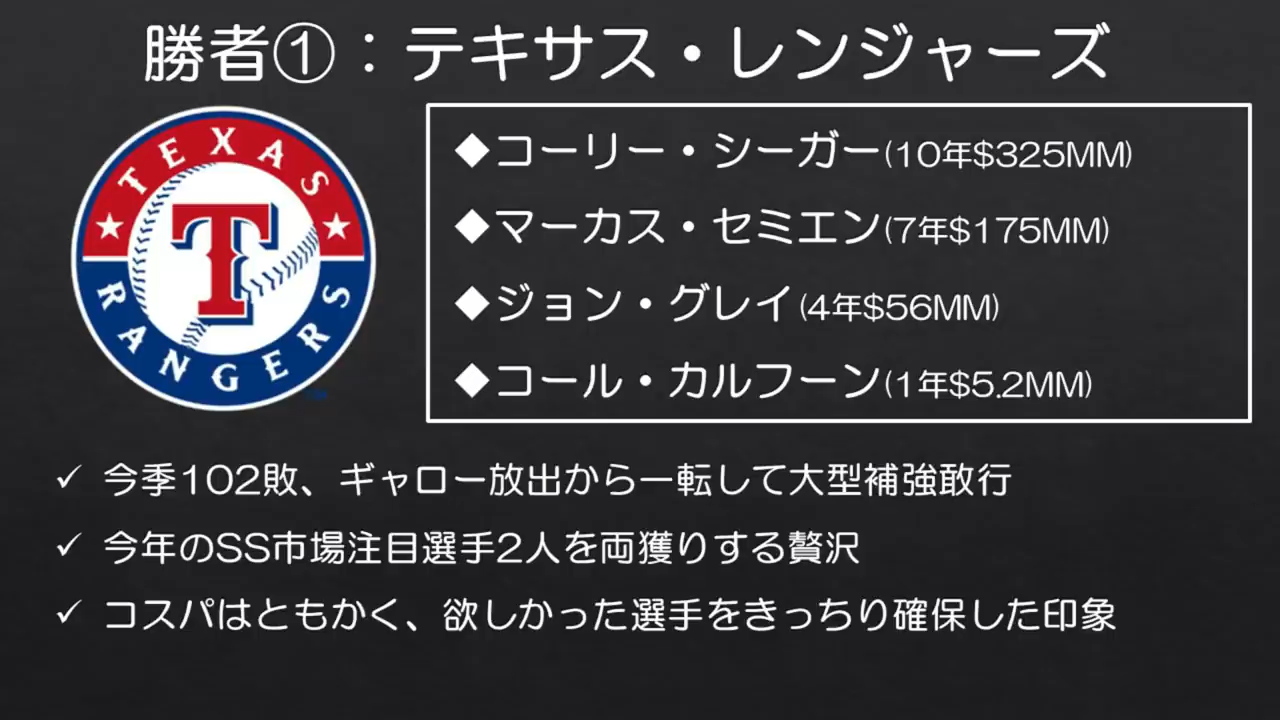 勝者①：テキサス・レンジャーズ
TEXAS
T
RANGERS
◆コーリー・シーガー(10年$325MM)
◆マーカス・セミエン(7年$175MM)
◆ジョン・グレイ(4年$56MM)
◆コール・カルフーン(1年$5.2MM)
✓ 今季102敗、ギャロー放出から一転して大型補強敢行
✓ 今年のSS市場注目選手2人を両獲りする贅沢
✓ コスパはともかく、欲しかった選手をきっちり確保した印象